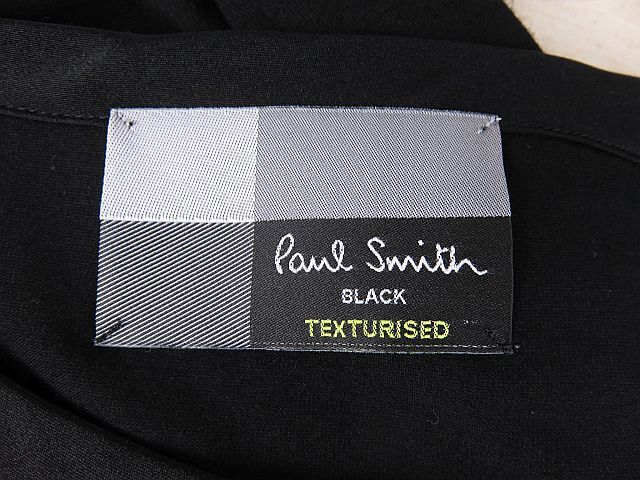 Paul Smith
BLACK
TEXTURISED